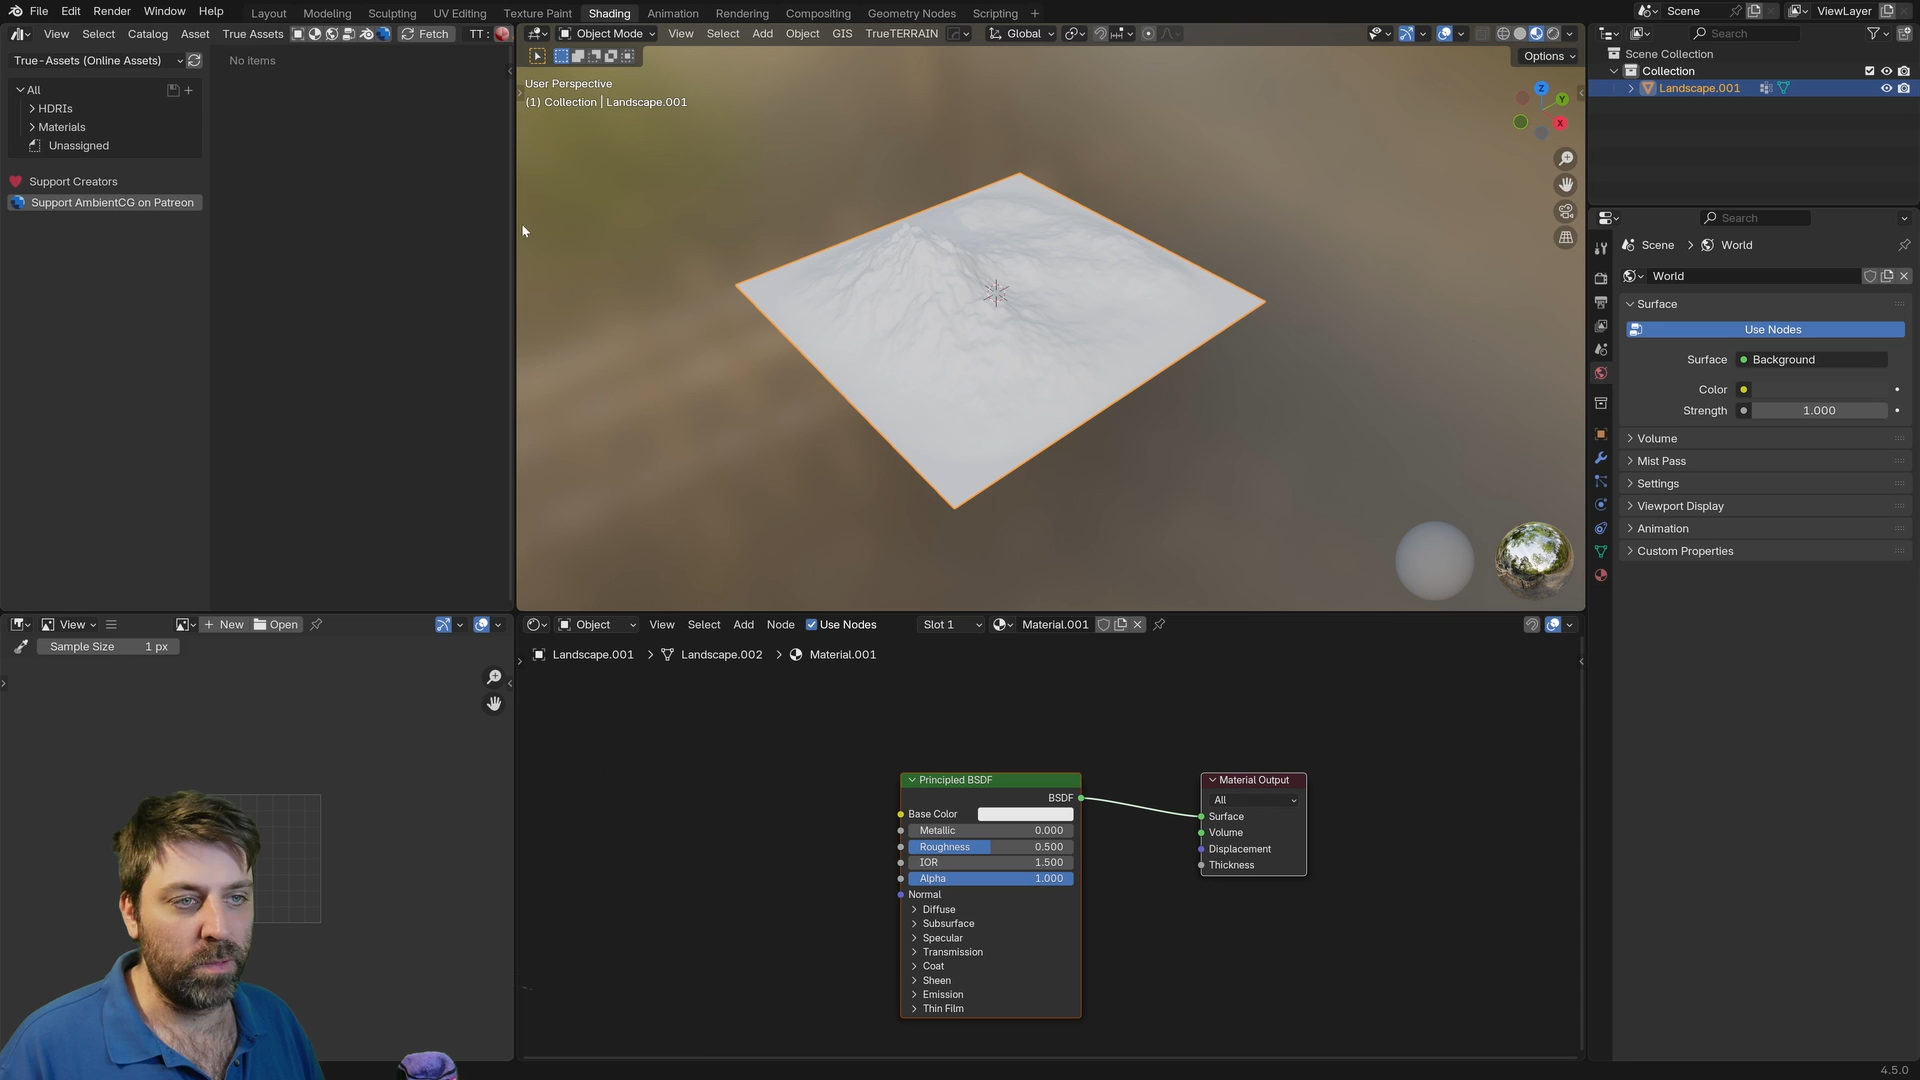 File Edit Render Window Help Layout Modeling Sculpting UV Editing Texture Paint Shading Animation Rendering Compositing Geometry Nodes Scripting + Scene ViewLayer
View Select Catalog Asset True Assets Fetch TT :
Object Mode View Select Add Object GIS TrueTERRAIN Global
Search
True-Assets (Online Assets)
No items
Options
All
HDRIs
Materials
Unassigned
Support Creators
Support AmbientCG on Patreon
User Perspective
(1) Collection | Landscape.001
Z
Y
X
Scene Collection
Collection
Landscape.001
Search
Scene > World
World
Surface
Use Nodes
Surface Background
Color
Strength 1.000
Volume
Mist Pass
Settings
Viewport Display
Animation
Custom Properties
View + New Open
Sample Size 1 px
Object View Select Add Node Use Nodes Slot 1 Material.001
Landscape.001 > Landscape.002 > Material.001
Principled BSDF
BSDF
Base Color
Metallic 0.000
Roughness 0.500
IOR 1.500
Alpha 1.000
Normal
Diffuse
Subsurface
Specular
Transmission
Coat
Sheen
Emission
Thin Film
Material Output
All
Surface
Volume
Displacement
Thickness
4.5.0